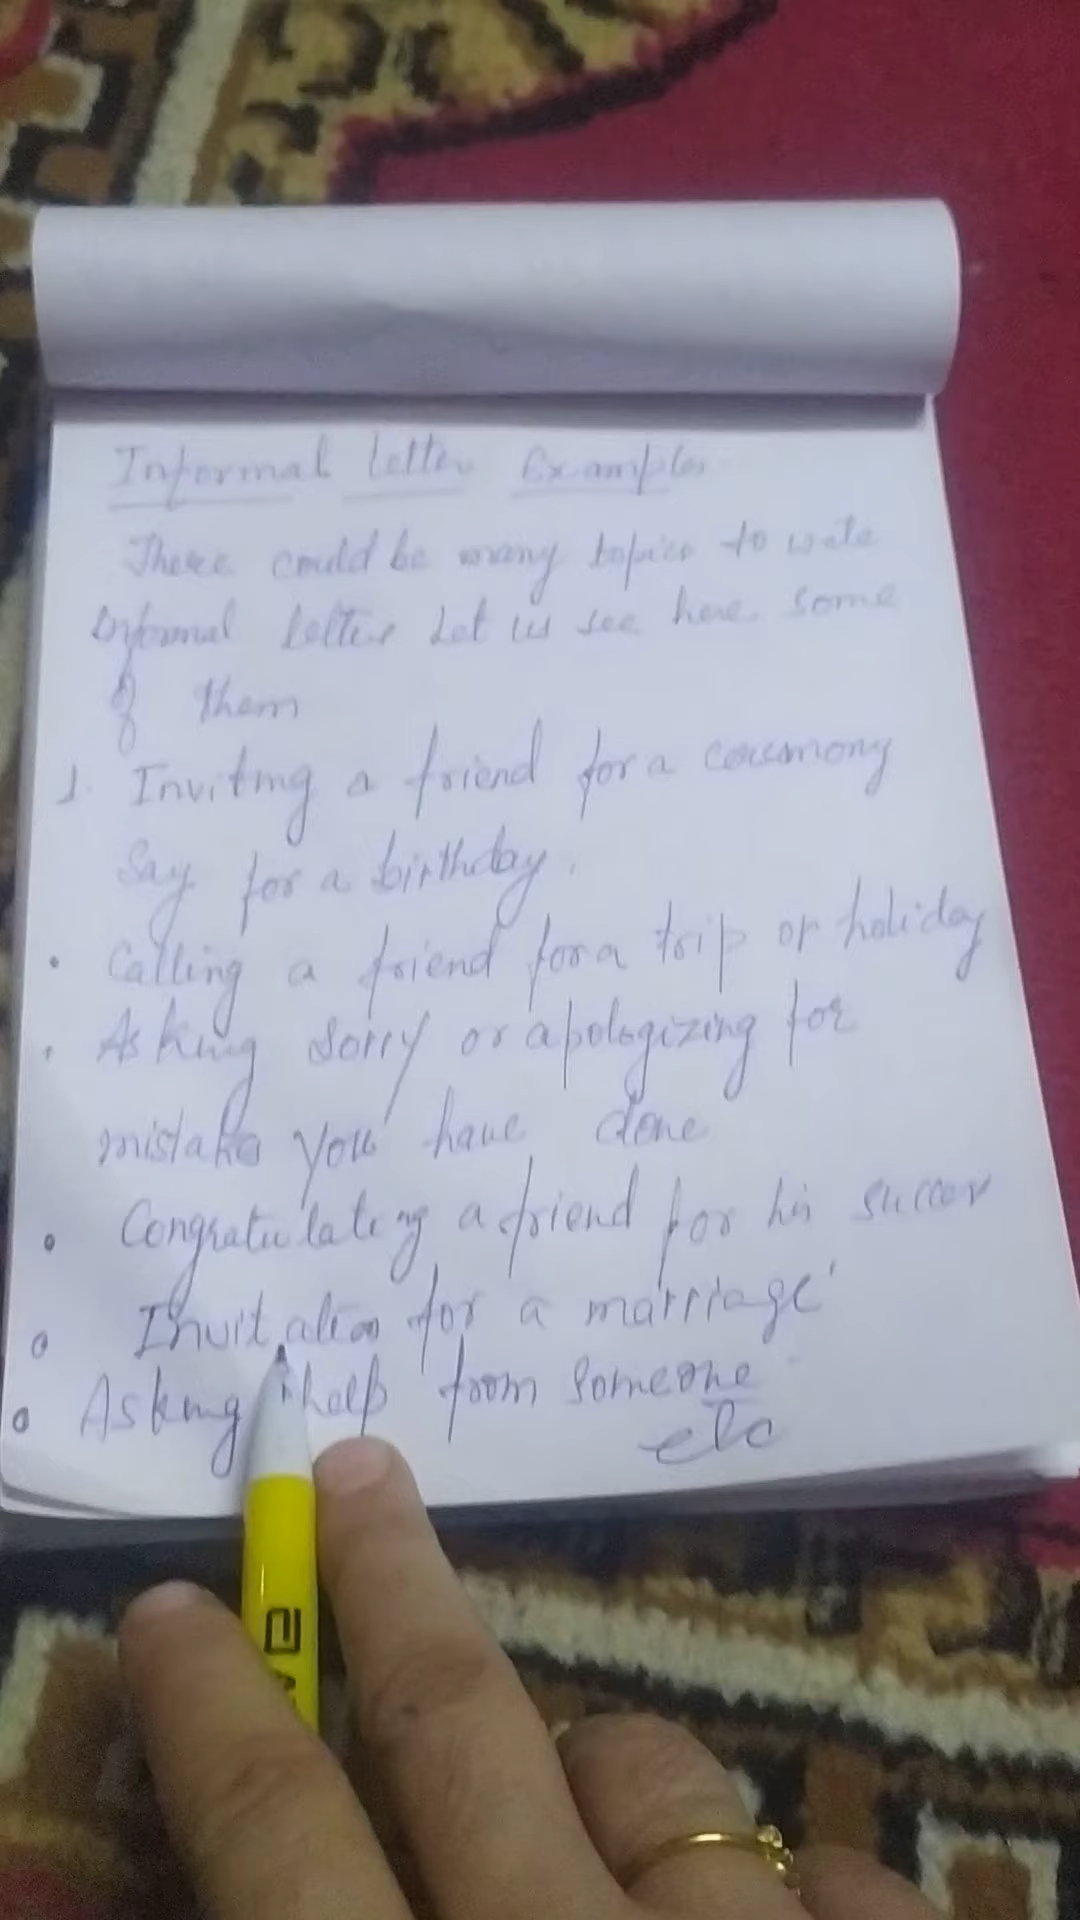 Informal Letter Examples
There could be many topics to write
Informal letters Let us see here some
of them
1. Inviting a friend for a ceremony
Say for a birthday.
• Calling a friend for a trip or holiday
• Asking sorry or apologizing for
mistakes you have done
• Congratulating a friend for his success
• Invitation for a marriage
• Asking help from someone
etc